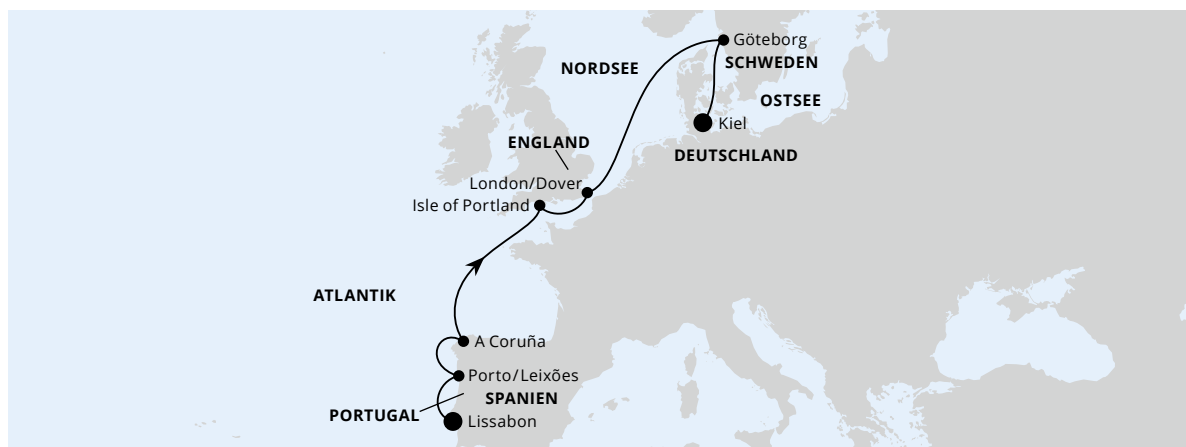 Göteborg
SCHWEDEN
NORDSEE
OSTSEE
Kiel
ENGLAND
DEUTSCHLAND
London/Dover
Isle of Portland
ATLANTIK
A Coruña
Porto/Leixões
SPANIEN
PORTUGAL
Lissabon